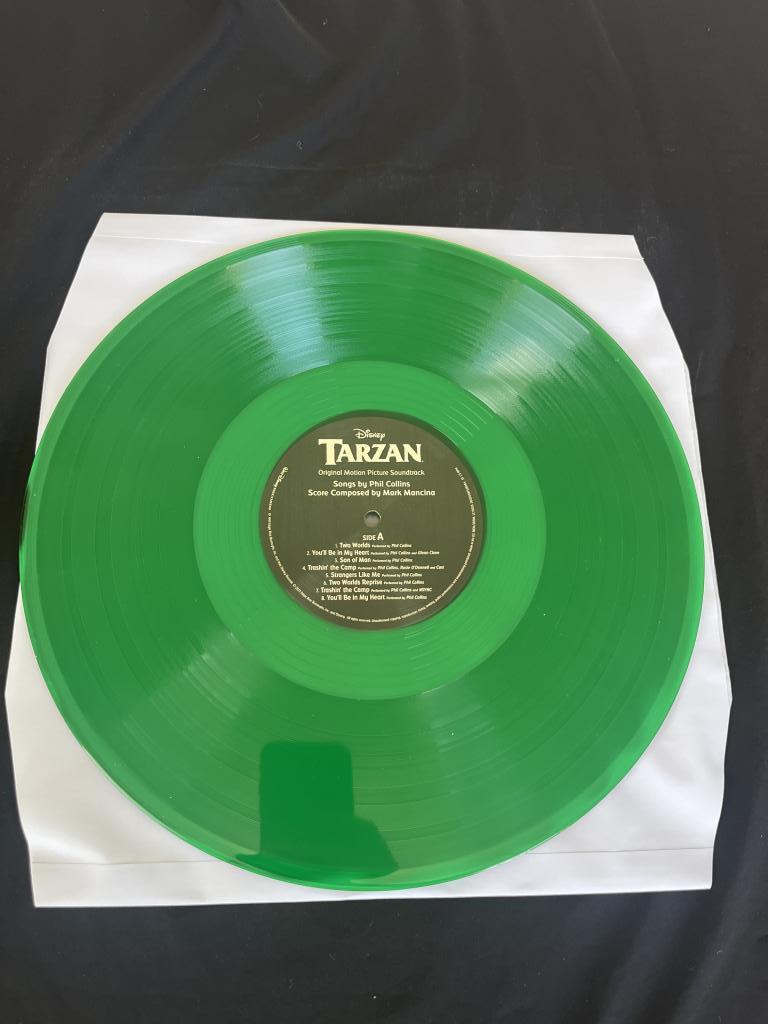 Disney
TARZAN
Original Motion Picture Soundtrack
Songs by Phil Collins
Score Composed by Mark Mancina
SIDE A
1. Two Worlds Performed by Phil Collins
2. You'll Be in My Heart Performed by Phil Collins and Glenn Close
3. Son of Man Performed by Phil Collins
4. Trashin' the Camp Performed by Phil Collins, Rosie O'Donnell and Cast
5. Strangers Like Me Performed by Phil Collins
6. Two Worlds Reprise Performed by Phil Collins
7. Trashin' the Camp Performed by Phil Collins and *NSYNC
8. You'll Be in My Heart Performed by Phil Collins